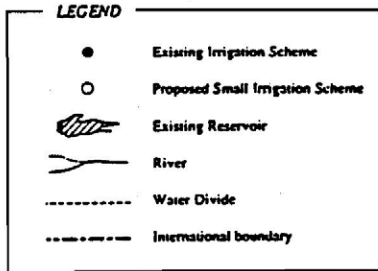 LEGEND
Existing Irrigation Scheme
Proposed Small Irrigation Scheme
Existing Reservoir
River
Water Divide
International boundary